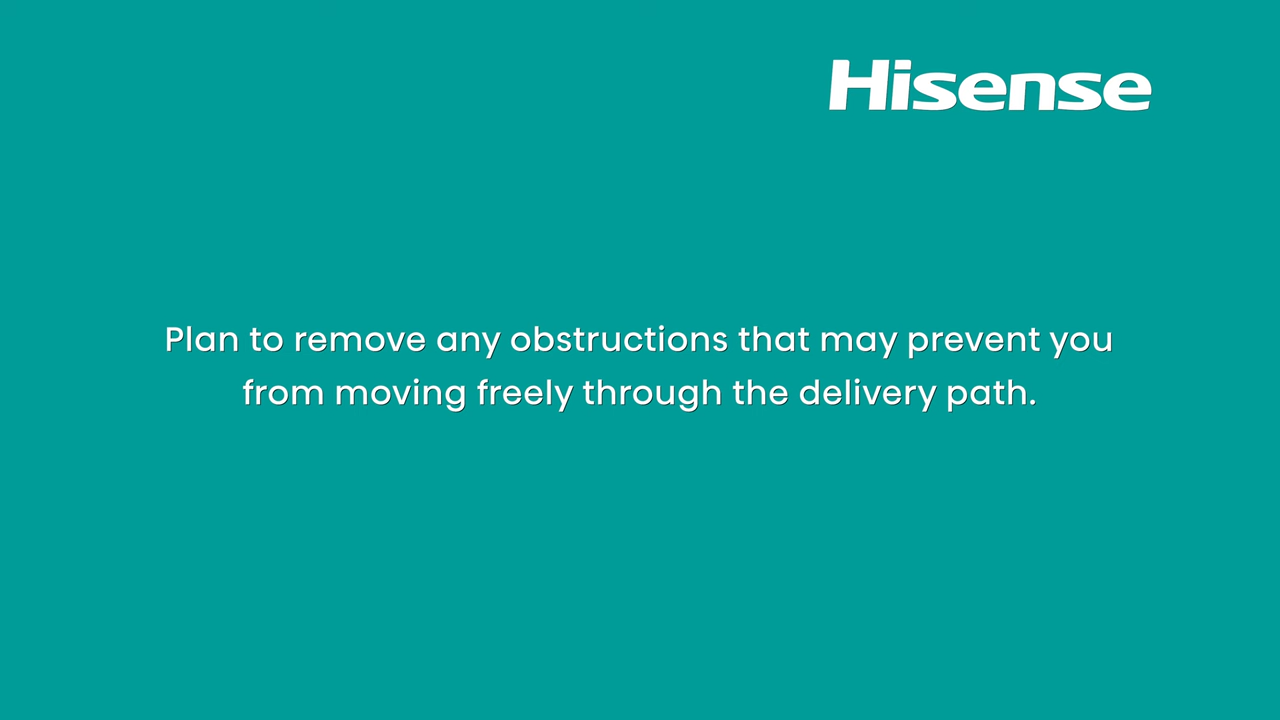 Hisense
Plan to remove any obstructions that may prevent you
from moving freely through the delivery path.